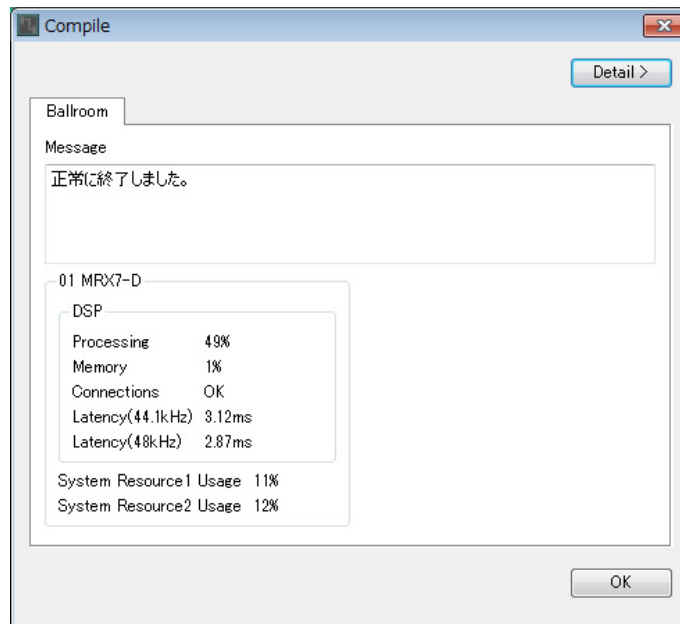 Compile
Detail >
Ballroom
Message
正常に終了しました。
01 MRX7-D
DSP
Processing 49%
Memory 1%
Connections OK
Latency(44.1kHz) 3.12ms
Latency(48kHz) 2.87ms
System Resource1 Usage 11%
System Resource2 Usage 12%
OK